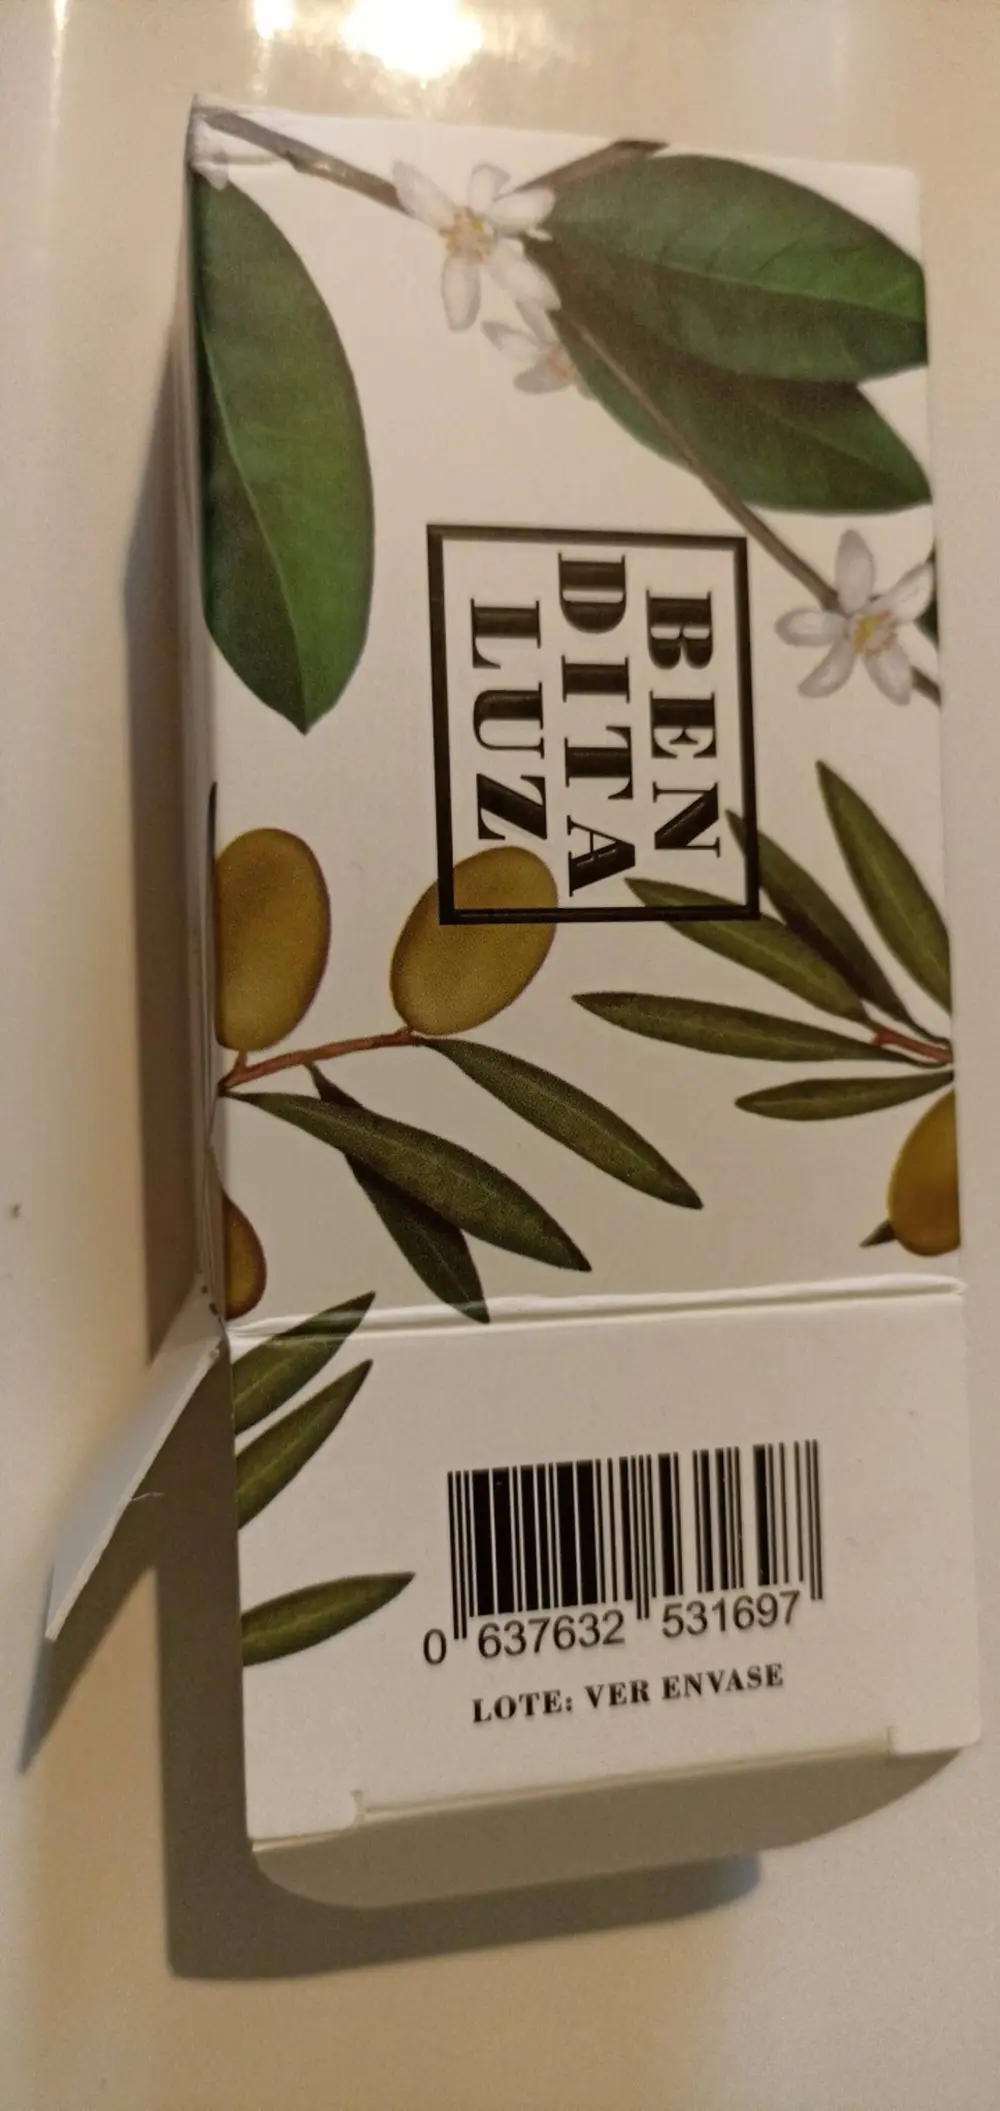 BEN
DITA
LUZ
0 637632 531697
LOTE: VER ENVASE